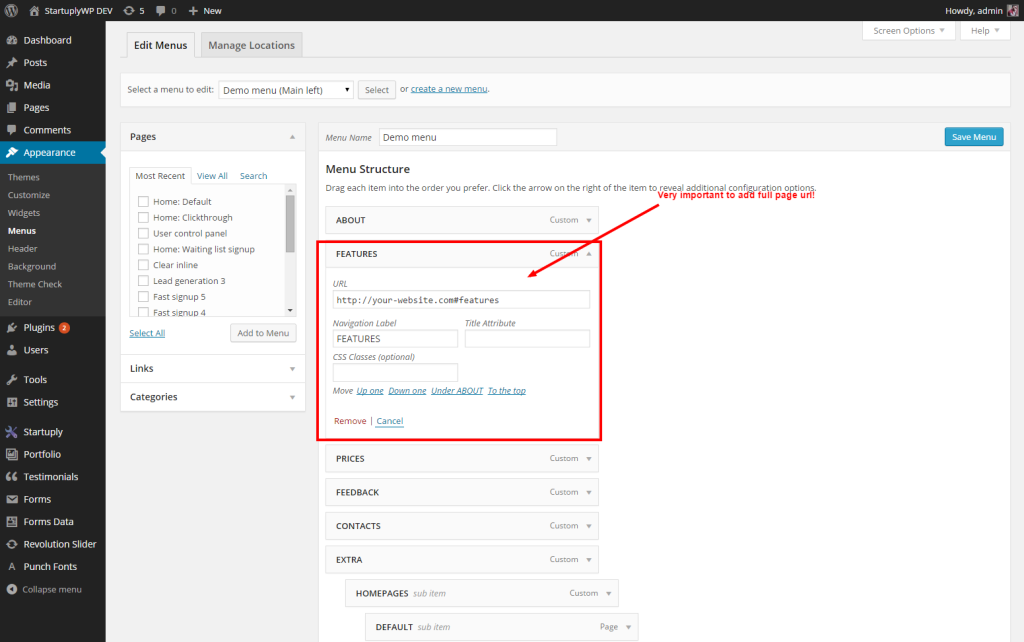 StartuplyWP DEV 5 0 + New Howdy, admin
Screen Options Help
Dashboard
Posts
Media
Pages
Comments
Appearance
Themes
Customize
Widgets
Menus
Header
Background
Theme Check
Editor
Plugins 2
Users
Tools
Settings
Startuply
Portfolio
Testimonials
Forms
Forms Data
Revolution Slider
Punch Fonts
Collapse menu
Edit Menus Manage Locations
Select a menu to edit: Demo menu (Main left) Select or create a new menu.
Pages
Most Recent View All Search
Home: Default
Home: Clickthrough
User control panel
Home: Waiting list signup
Clear inline
Lead generation 3
Fast signup 5
Fast signup 4
Select All Add to Menu
Links
Categories
Menu Name Demo menu Save Menu
Menu Structure
Drag each item into the order you prefer. Click the arrow on the right of the item to reveal additional configuration options.
Very important to add full page url!
ABOUT Custom
FEATURES Custom
URL
http://your-website.com#features
Navigation Label Title Attribute
FEATURES
CSS Classes (optional)
Move Up one Down one Under ABOUT To the top
Remove | Cancel
PRICES Custom
FEEDBACK Custom
CONTACTS Custom
EXTRA Custom
HOMEPAGES sub item Custom
DEFAULT sub item Page